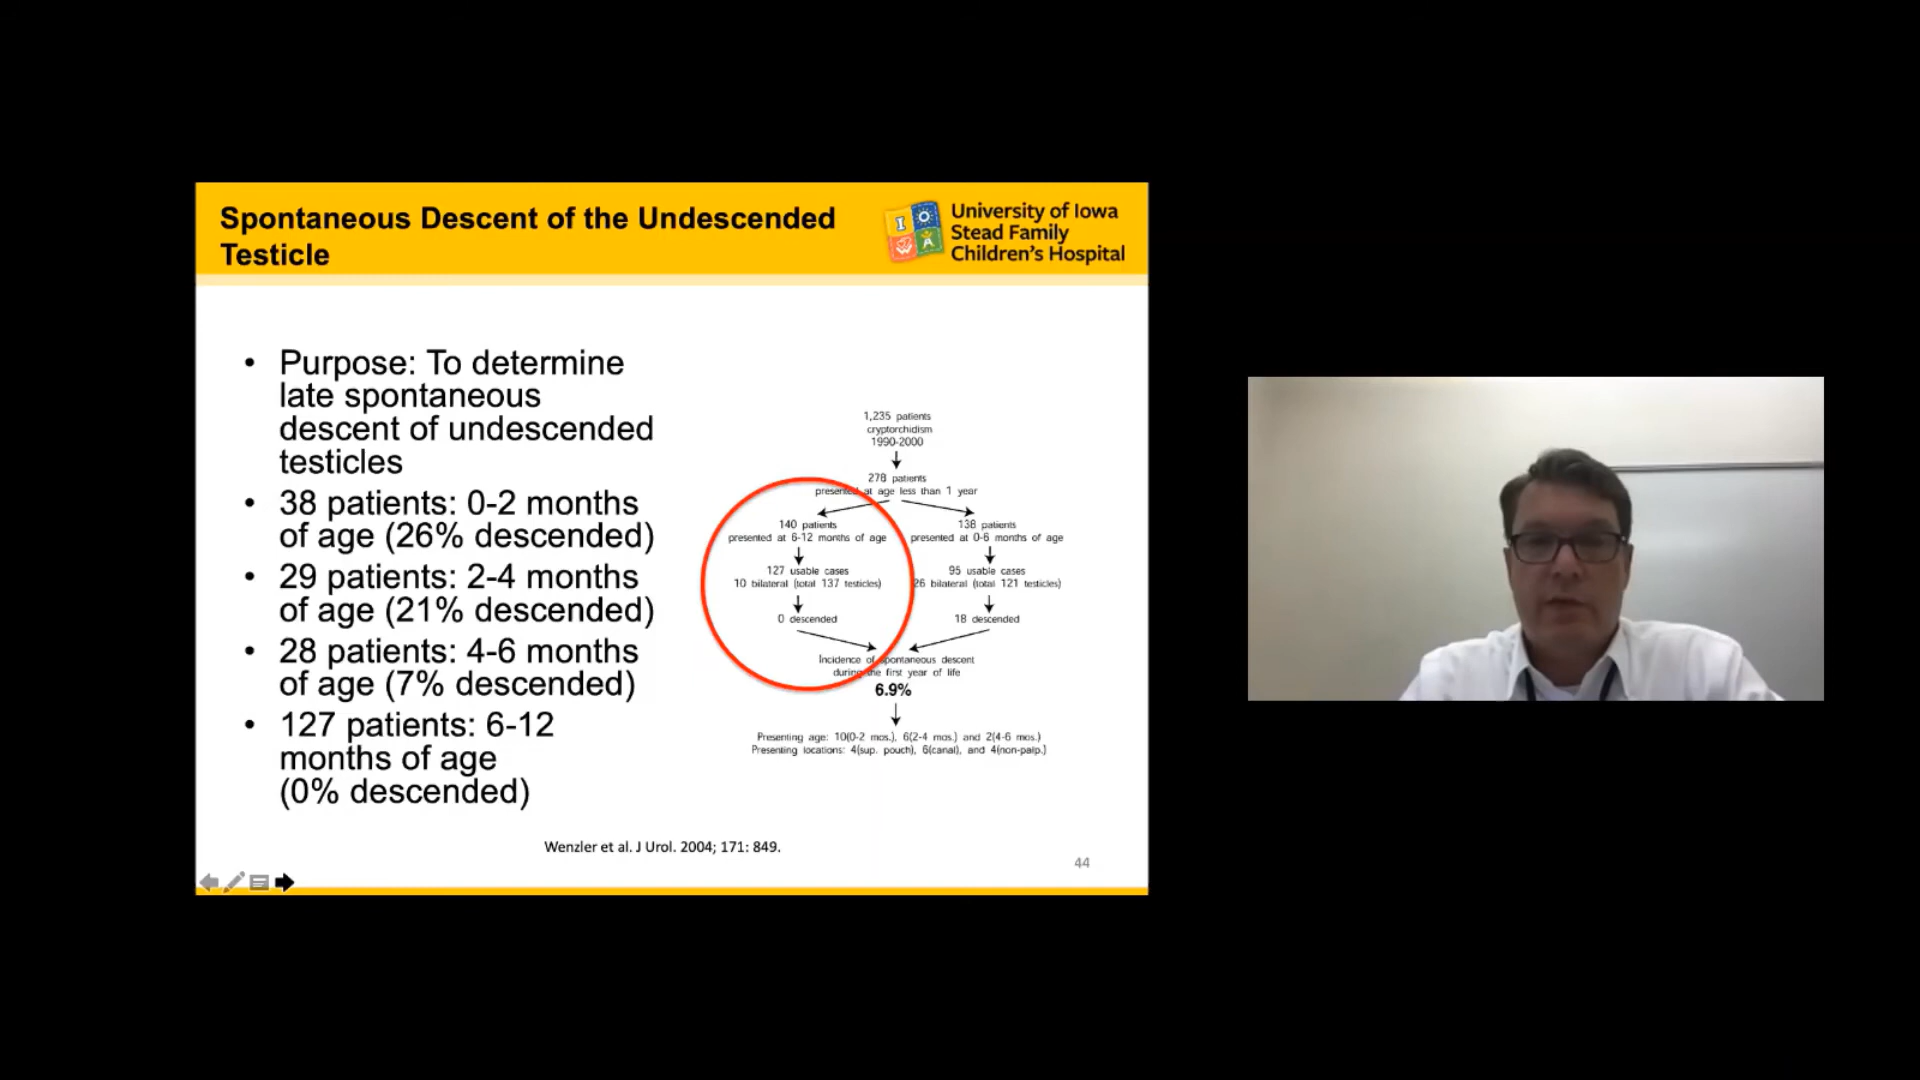 Spontaneous Descent of the Undescended
Testicle
University of Iowa
Stead Family
Children's Hospital
• Purpose: To determine
late spontaneous
descent of undescended
testicles
• 38 patients: 0-2 months
of age (26% descended)
• 29 patients: 2-4 months
of age (21% descended)
• 28 patients: 4-6 months
of age (7% descended)
• 127 patients: 6-12
months of age
(0% descended)
1,235 patients
cryptorchidism
1990-2000
278 patients
presented at age less than 1 year
140 patients
presented at 6-12 months of age
127 usable cases
10 bilateral (total 137 testicles)
0 descended
138 patients
presented at 0-6 months of age
95 usable cases
26 bilateral (total 121 testicles)
18 descended
Incidence of spontaneous descent
during the first year of life
6.9%
Presenting age: 10(0-2 mos.), 6(2-4 mos.) and 2(4-6 mos.)
Presenting locations: 4(sup. pouch), 6(canal), and 4(non-palp.)
Wenzler et al. J Urol. 2004; 171: 849.
44